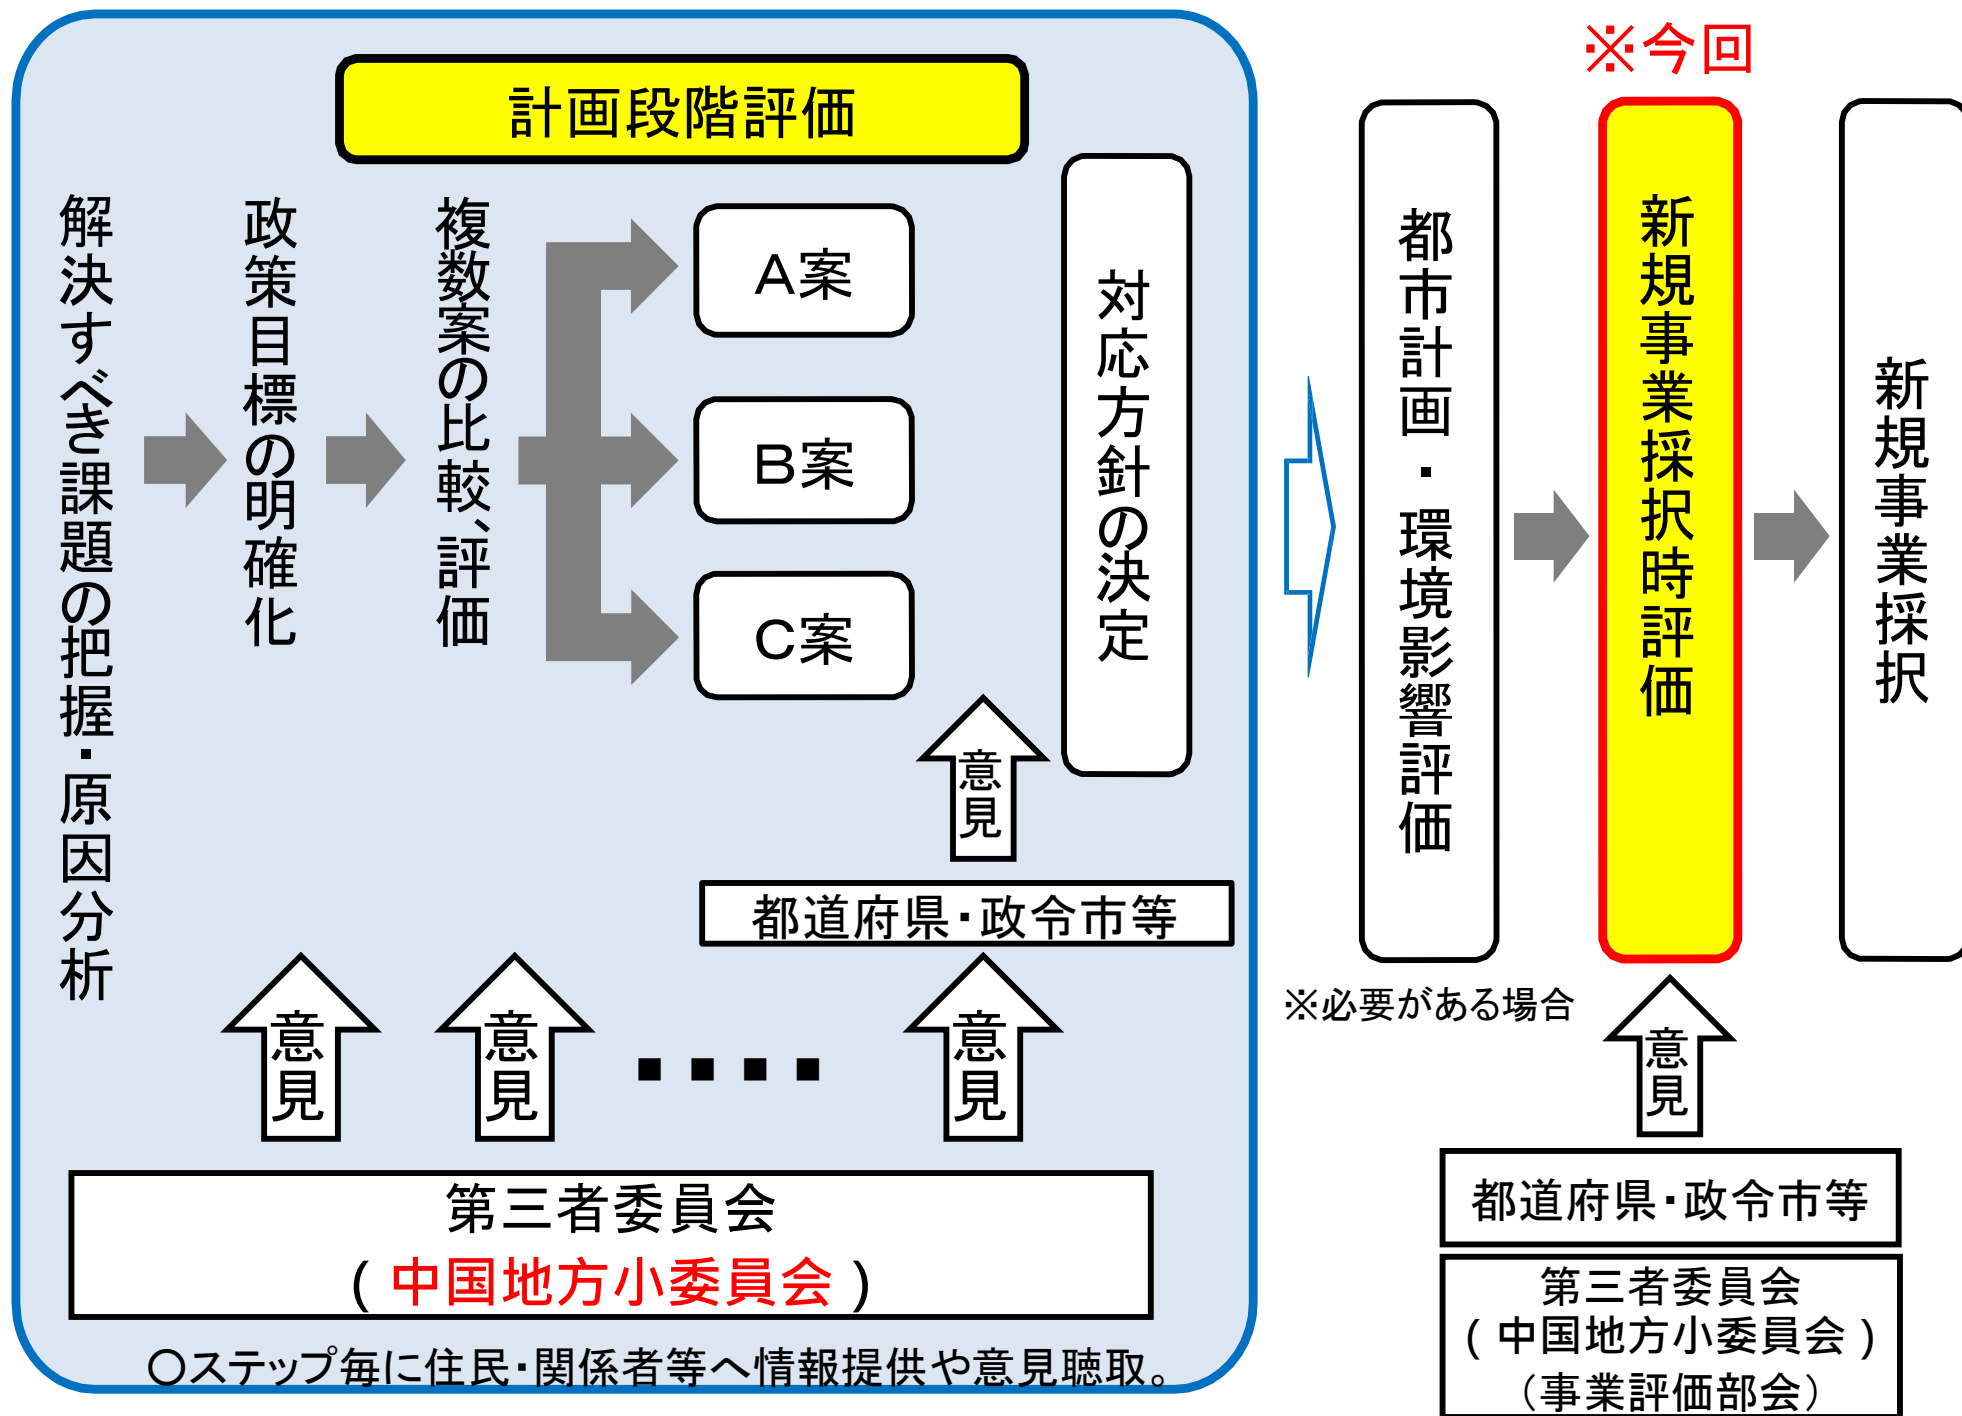 ※今回
計画段階評価
解決すべき課題の把握・原因分析
政策目標の明確化
複数案の比較、評価
A案
B案
C案
対応方針の決定
意見
都道府県・政令市等
意見
意見
・・・・
意見
第三者委員会
( 中国地方小委員会 )
○ステップ毎に住民・関係者等へ情報提供や意見聴取。
都市計画・環境影響評価
※必要がある場合
新規事業採択時評価
新規事業採択
意見
都道府県・政令市等
第三者委員会
( 中国地方小委員会 )
（事業評価部会）